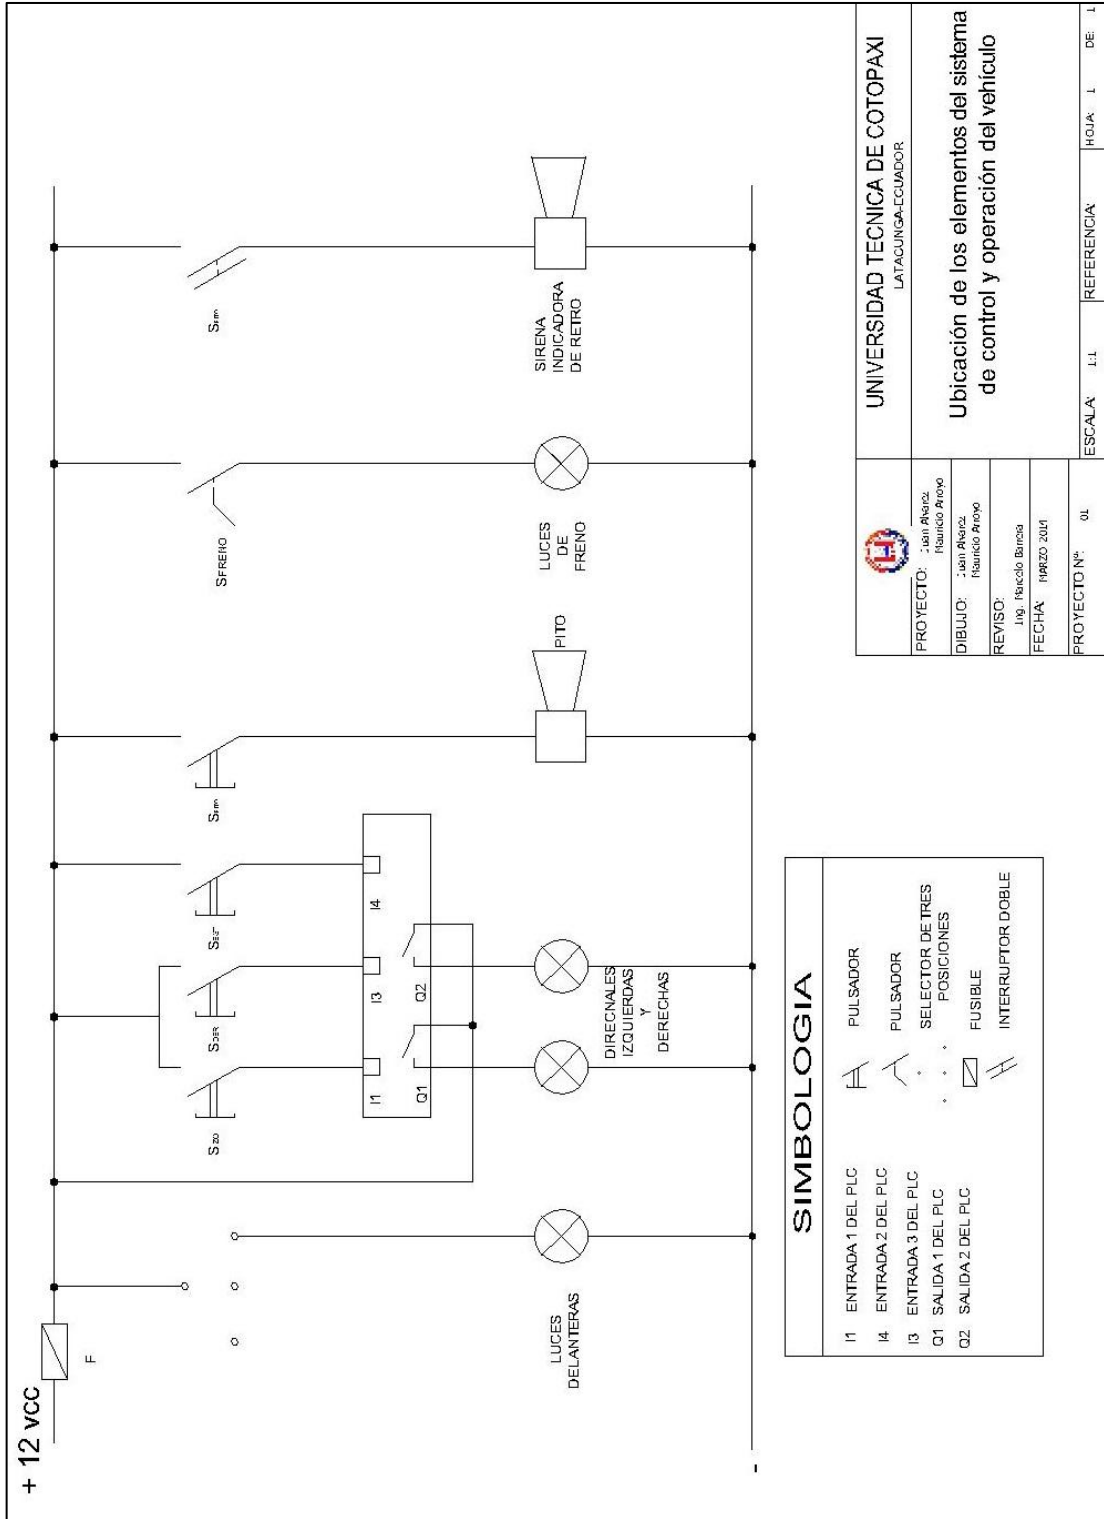 + 12 vcc
F
-
LUCES
DELANTERAS
I1
I3
I4
Q1
Q2
DIRECNALES
IZQUIERDAS
Y
DERECHAS
PITO
SFRENO
LUCES
DE
FRENO
SIRENA
INDICADORA
DE RETRO
SIMBOLOGIA
I1 ENTRADA 1 DEL PLC
I4 ENTRADA 2 DEL PLC
I3 ENTRADA 3 DEL PLC
Q1 SALIDA 1 DEL PLC
Q2 SALIDA 2 DEL PLC
PULSADOR
PULSADOR
SELECTOR DE TRES
POSICIONES
FUSIBLE
INTERRUPTOR DOBLE
UNIVERSIDAD TECNICA DE COTOPAXI
LATACUNGA-ECUADOR
PROYECTO: Juan Alvarez
Mauricio Arroyo
DIBUJO: Juan Alvarez
Mauricio Arroyo
REVISO:
Ing. Marcelo Barrera
FECHA: MARZO 2014
PROYECTO Nº: 01
Ubicación de los elementos del sistema
de control y operación del vehículo
ESCALA: 1:1
REFERENCIA:
HOJA: 1 DE: 1